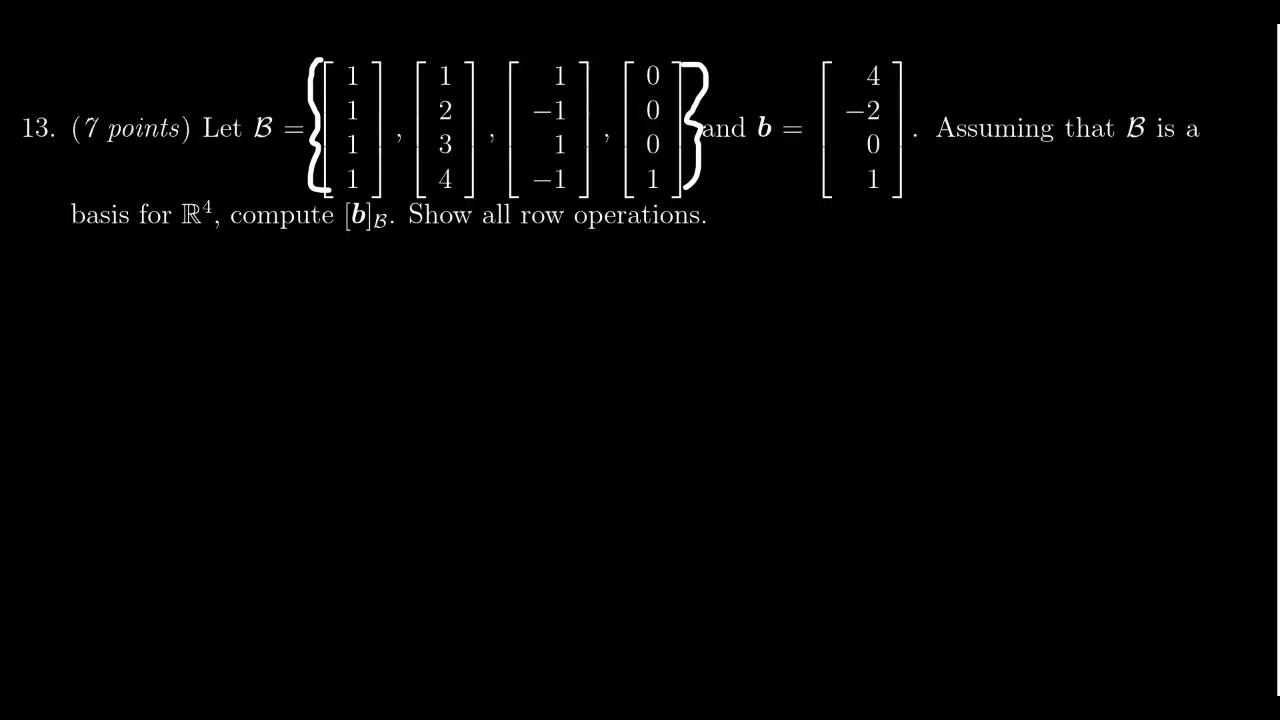 13. (7 points) Let ℬ = { [1 1 1 1], [1 2 3 4], [1 −1 1 −1], [0 0 0 1] } and b = [4 −2 0 1]. Assuming that ℬ is a
basis for ℝ⁴, compute [b]ℬ. Show all row operations.